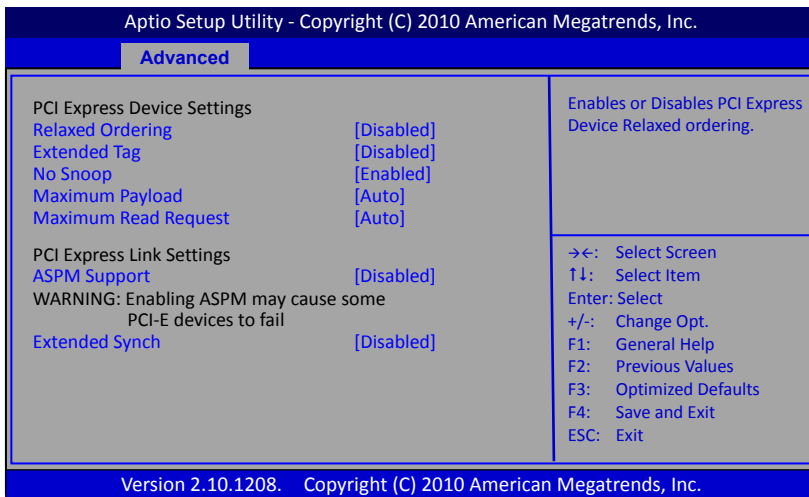 Aptio Setup Utility - Copyright (C) 2010 American Megatrends, Inc.
Advanced
PCI Express Device Settings
Relaxed Ordering [Disabled]
Extended Tag [Disabled]
No Snoop [Enabled]
Maximum Payload [Auto]
Maximum Read Request [Auto]
PCI Express Link Settings
ASPM Support [Disabled]
WARNING: Enabling ASPM may cause some
PCI-E devices to fail
Extended Synch [Disabled]
Enables or Disables PCI Express
Device Relaxed ordering.
→←: Select Screen
↑↓: Select Item
Enter: Select
+/-: Change Opt.
F1: General Help
F2: Previous Values
F3: Optimized Defaults
F4: Save and Exit
ESC: Exit
Version 2.10.1208. Copyright (C) 2010 American Megatrends, Inc.